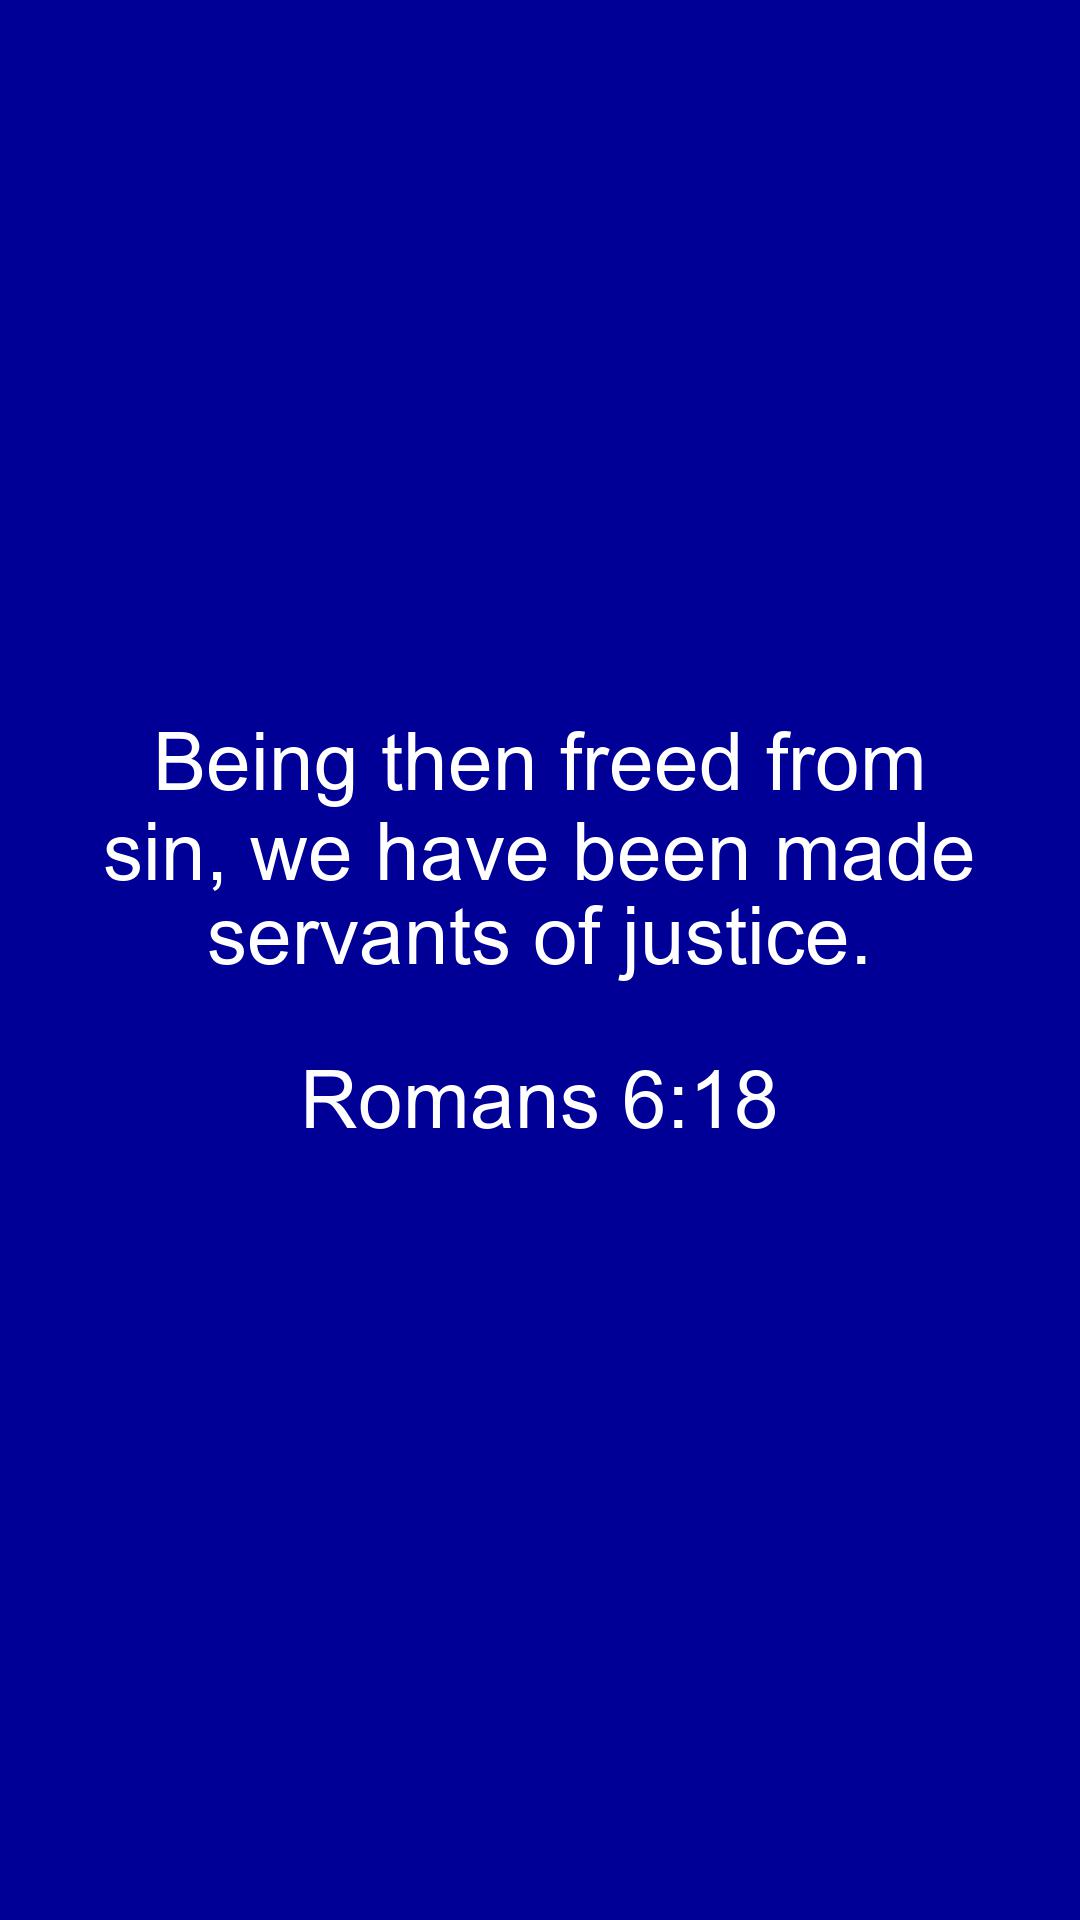 Being then freed from
sin, we have been made
servants of justice.
Romans 6:18